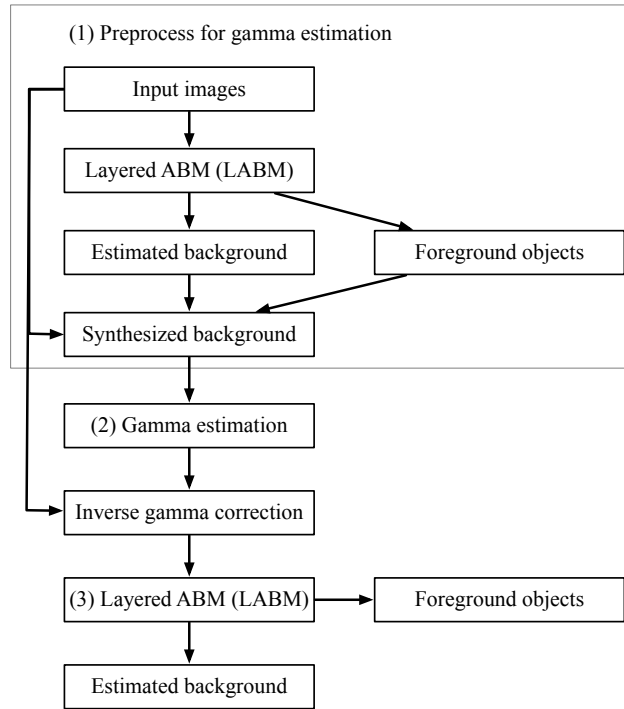 (1) Preprocess for gamma estimation
Input images
Layered ABM (LABM)
Estimated background
Foreground objects
Synthesized background
(2) Gamma estimation
Inverse gamma correction
(3) Layered ABM (LABM)
Foreground objects
Estimated background